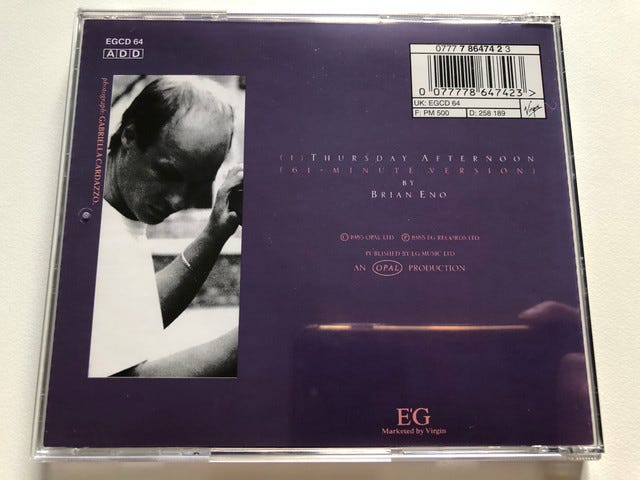 EGCD 64
ADD
photograph: GABRIELLA CARDAZZO.
0777 7 86474 2 3
0 077778 647423 >
UK: EGCD 64
F: PM 500
D: 258 189
Virgin
(1) THURSDAY AFTERNOON
(61-MINUTE VERSION)
BY
BRIAN ENO
Ⓒ 1985 OPAL LTD Ⓟ 1985 EG RECORDS LTD
PUBLISHED BY E.G. MUSIC LTD
AN OPAL PRODUCTION
E'G
Marketed by Virgin